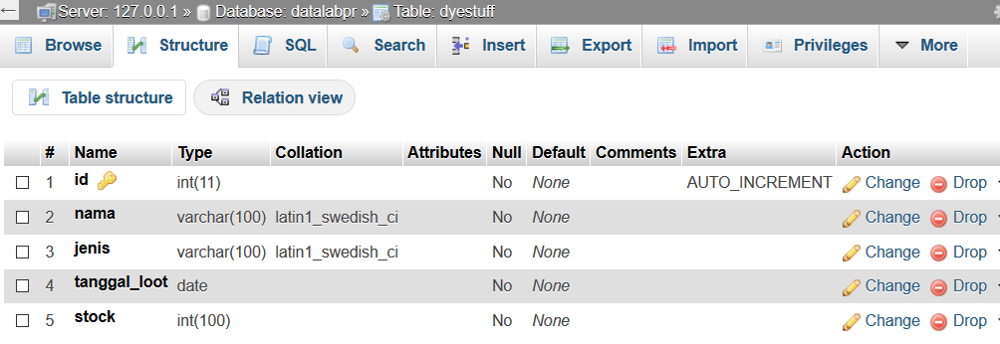 Server: 127.0.0.1 » Database: datalabpr » Table: dyestuff
Browse Structure SQL Search Insert Export Import Privileges More
Table structure Relation view
# Name Type Collation Attributes Null Default Comments Extra Action
1 id int(11) No None AUTO_INCREMENT Change Drop
2 nama varchar(100) latin1_swedish_ci No None Change Drop
3 jenis varchar(100) latin1_swedish_ci No None Change Drop
4 tanggal_loot date No None Change Drop
5 stock int(100) No None Change Drop